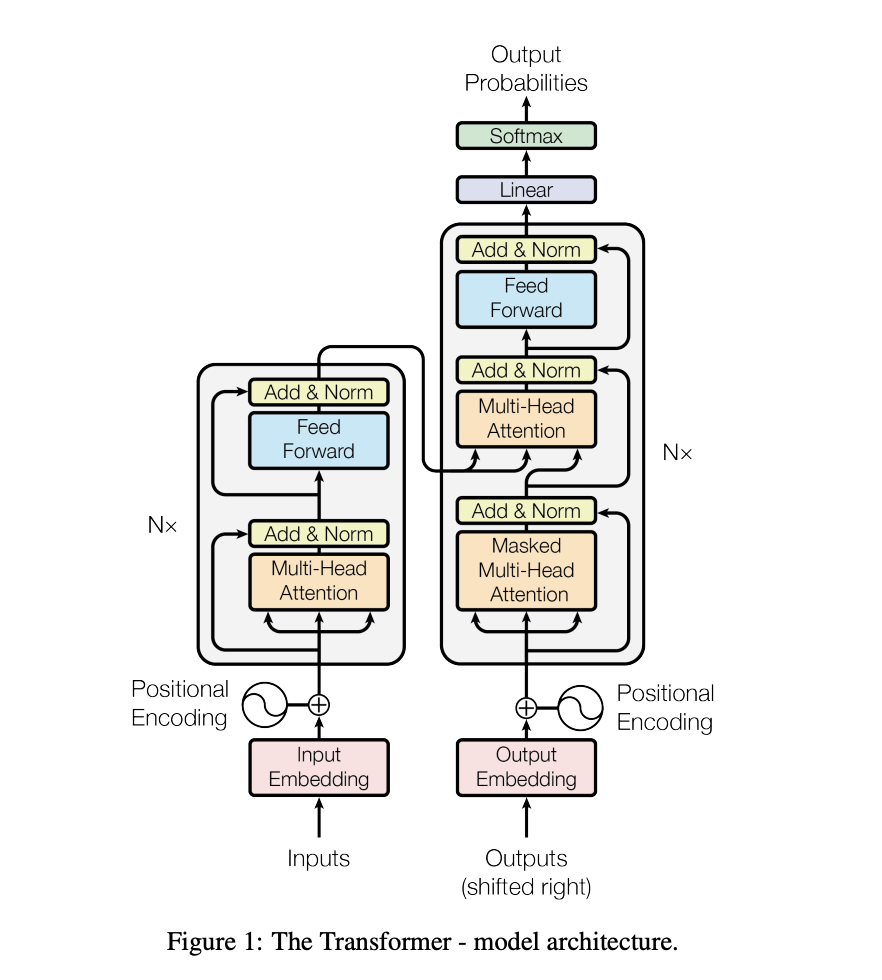 Output
Probabilities
Softmax
Linear
Add & Norm
Feed
Forward
Add & Norm
Multi-Head
Attention
Add & Norm
Masked
Multi-Head
Attention
Nx
Add & Norm
Feed
Forward
Add & Norm
Multi-Head
Attention
Nx
Positional
Encoding
Positional
Encoding
Input
Embedding
Output
Embedding
Inputs
Outputs
(shifted right)
Figure 1: The Transformer - model architecture.